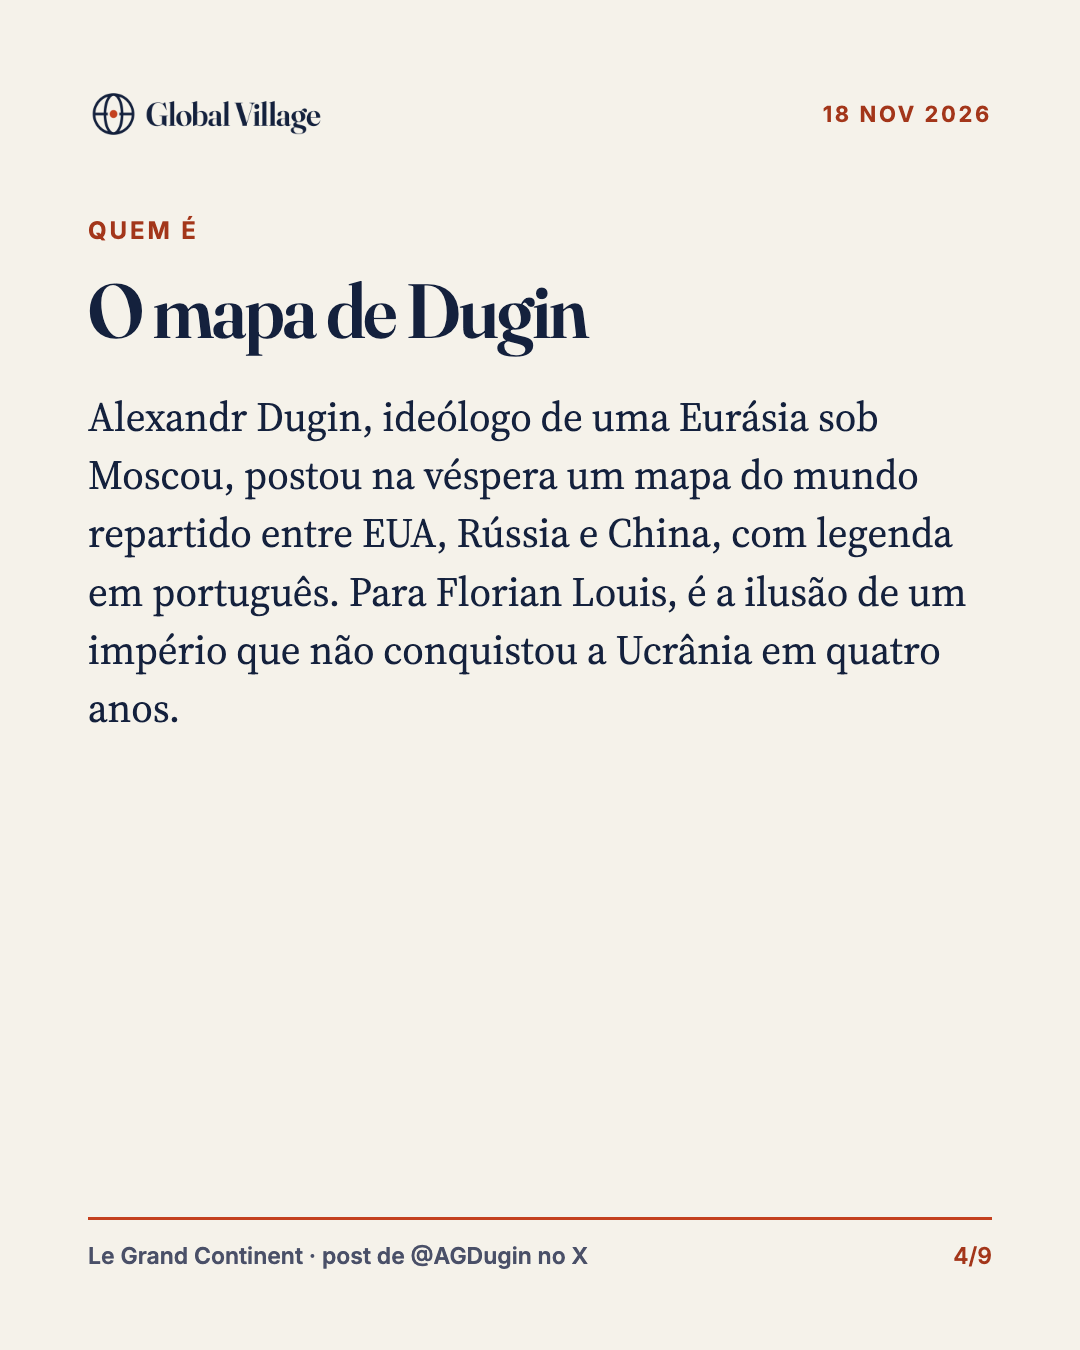 Global Village
18 NOV 2026
QUEM É
O mapa de Dugin
Alexandr Dugin, ideólogo de uma Eurásia sob
Moscou, postou na véspera um mapa do mundo
repartido entre EUA, Rússia e China, com legenda
em português. Para Florian Louis, é a ilusão de um
império que não conquistou a Ucrânia em quatro
anos.
Le Grand Continent · post de @AGDugin no X
4/9